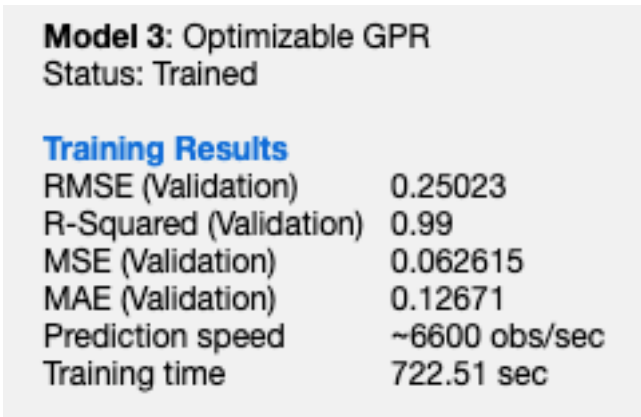 Model 3: Optimizable GPR
Status: Trained
Training Results
RMSE (Validation) 0.25023
R-Squared (Validation) 0.99
MSE (Validation) 0.062615
MAE (Validation) 0.12671
Prediction speed ~6600 obs/sec
Training time 722.51 sec